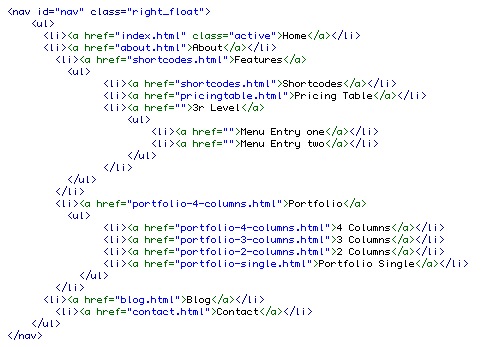 <nav id="nav" class="right_float">
<ul>
<li><a href="index.html" class="active">Home</a></li>
<li><a href="about.html">About</a></li>
<li><a href="shortcodes.html">Features</a>
<ul>
<li><a href="shortcodes.html">Shortcodes</a></li>
<li><a href="pricingtable.html">Pricing Table</a></li>
<li><a href="">3r Level</a>
<ul>
<li><a href="">Menu Entry one</a></li>
<li><a href="">Menu Entry two</a></li>
</ul>
</li>
</ul>
</li>
<li><a href="portfolio-4-columns.html">Portfolio</a>
<ul>
<li><a href="portfolio-4-columns.html">4 Columns</a></li>
<li><a href="portfolio-3-columns.html">3 Columns</a></li>
<li><a href="portfolio-2-columns.html">2 Columns</a></li>
<li><a href="portfolio-single.html">Portfolio Single</a></li>
</ul>
</li>
<li><a href="blog.html">Blog</a></li>
<li><a href="contact.html">Contact</a></li>
</ul>
</nav>